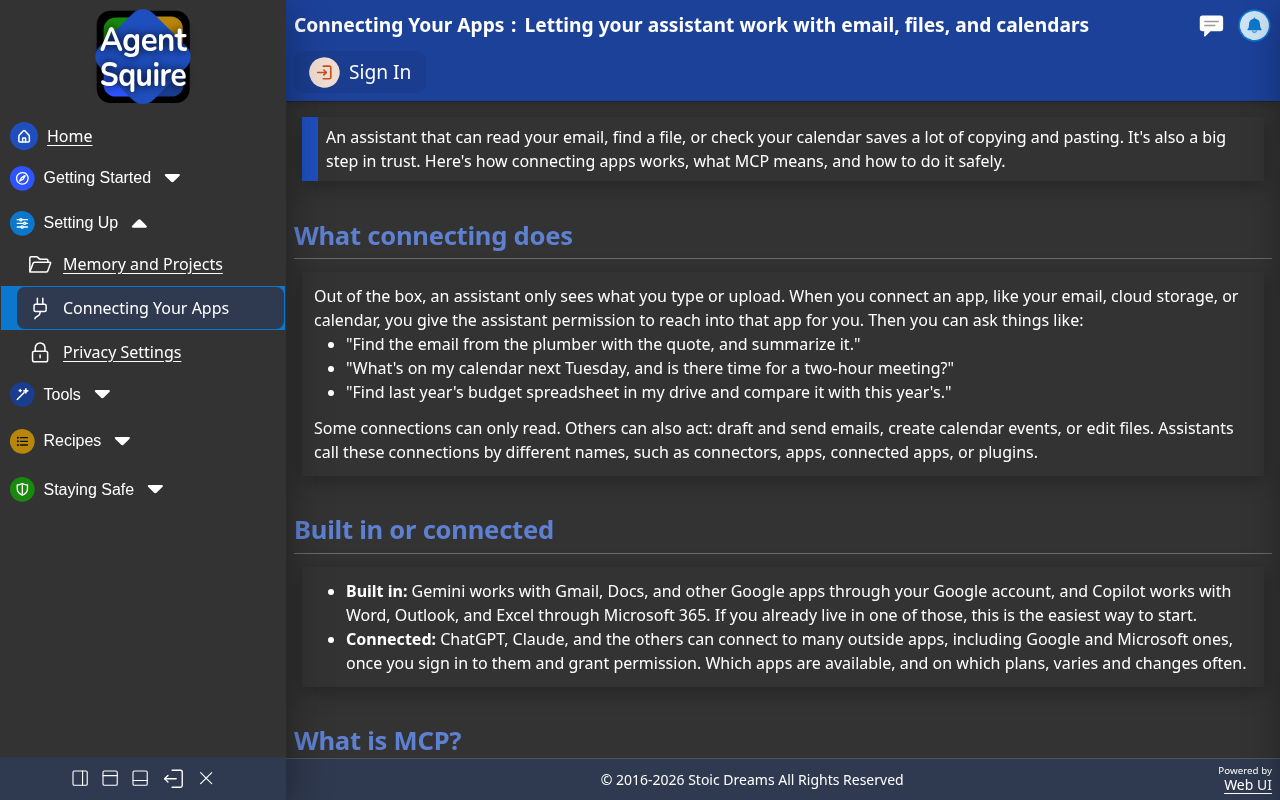 Agent
Squire
Home
Getting Started
Setting Up
Memory and Projects
Connecting Your Apps
Privacy Settings
Tools
Recipes
Staying Safe
Connecting Your Apps : Letting your assistant work with email, files, and calendars
Sign In
An assistant that can read your email, find a file, or check your calendar saves a lot of copying and pasting. It's also a big
step in trust. Here's how connecting apps works, what MCP means, and how to do it safely.
What connecting does
Out of the box, an assistant only sees what you type or upload. When you connect an app, like your email, cloud storage, or
calendar, you give the assistant permission to reach into that app for you. Then you can ask things like:
• "Find the email from the plumber with the quote, and summarize it."
• "What's on my calendar next Tuesday, and is there time for a two-hour meeting?"
• "Find last year's budget spreadsheet in my drive and compare it with this year's."
Some connections can only read. Others can also act: draft and send emails, create calendar events, or edit files. Assistants
call these connections by different names, such as connectors, apps, connected apps, or plugins.
Built in or connected
• Built in: Gemini works with Gmail, Docs, and other Google apps through your Google account, and Copilot works with
Word, Outlook, and Excel through Microsoft 365. If you already live in one of those, this is the easiest way to start.
• Connected: ChatGPT, Claude, and the others can connect to many outside apps, including Google and Microsoft ones,
once you sign in to them and grant permission. Which apps are available, and on which plans, varies and changes often.
What is MCP?
© 2016-2026 Stoic Dreams All Rights Reserved
Powered by
Web UI